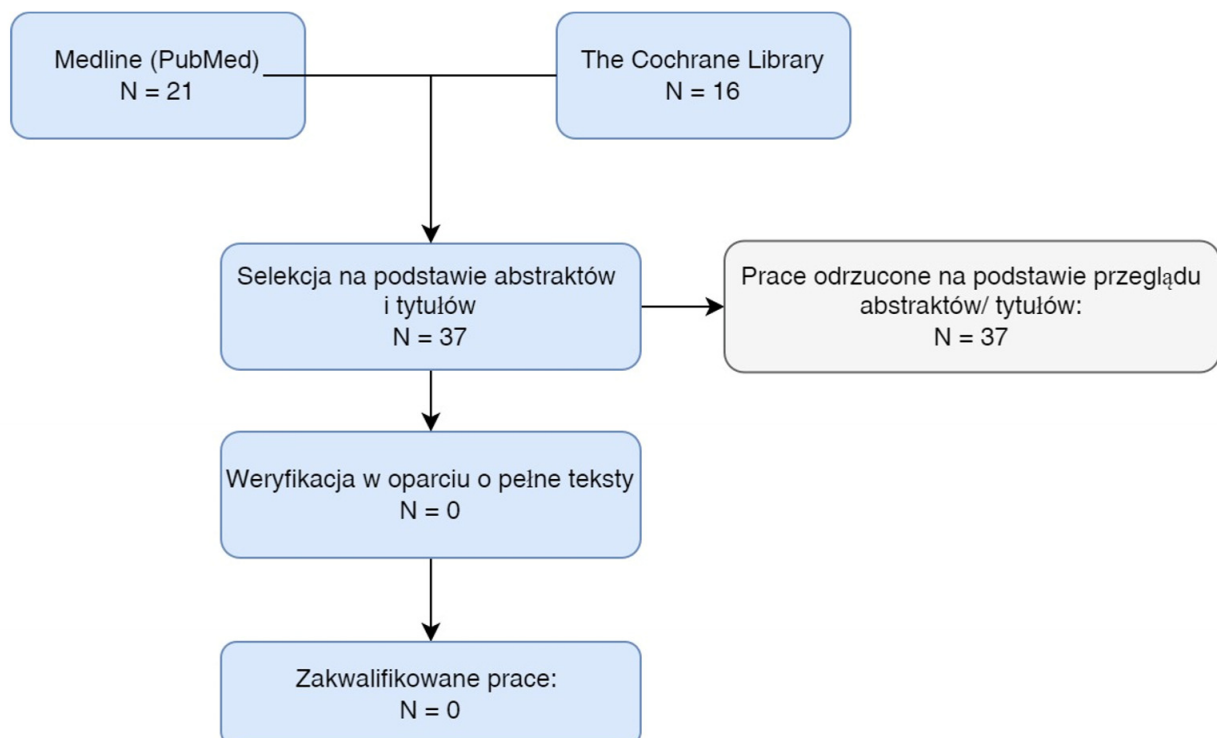 Medline (PubMed)
N = 21
The Cochrane Library
N = 16
Selekcja na podstawie abstraktów
i tytułów
N = 37
Prace odrzucone na podstawie przeglądu
abstraktów/ tytułów:
N = 37
Weryfikacja w oparciu o pełne teksty
N = 0
Zakwalifikowane prace:
N = 0